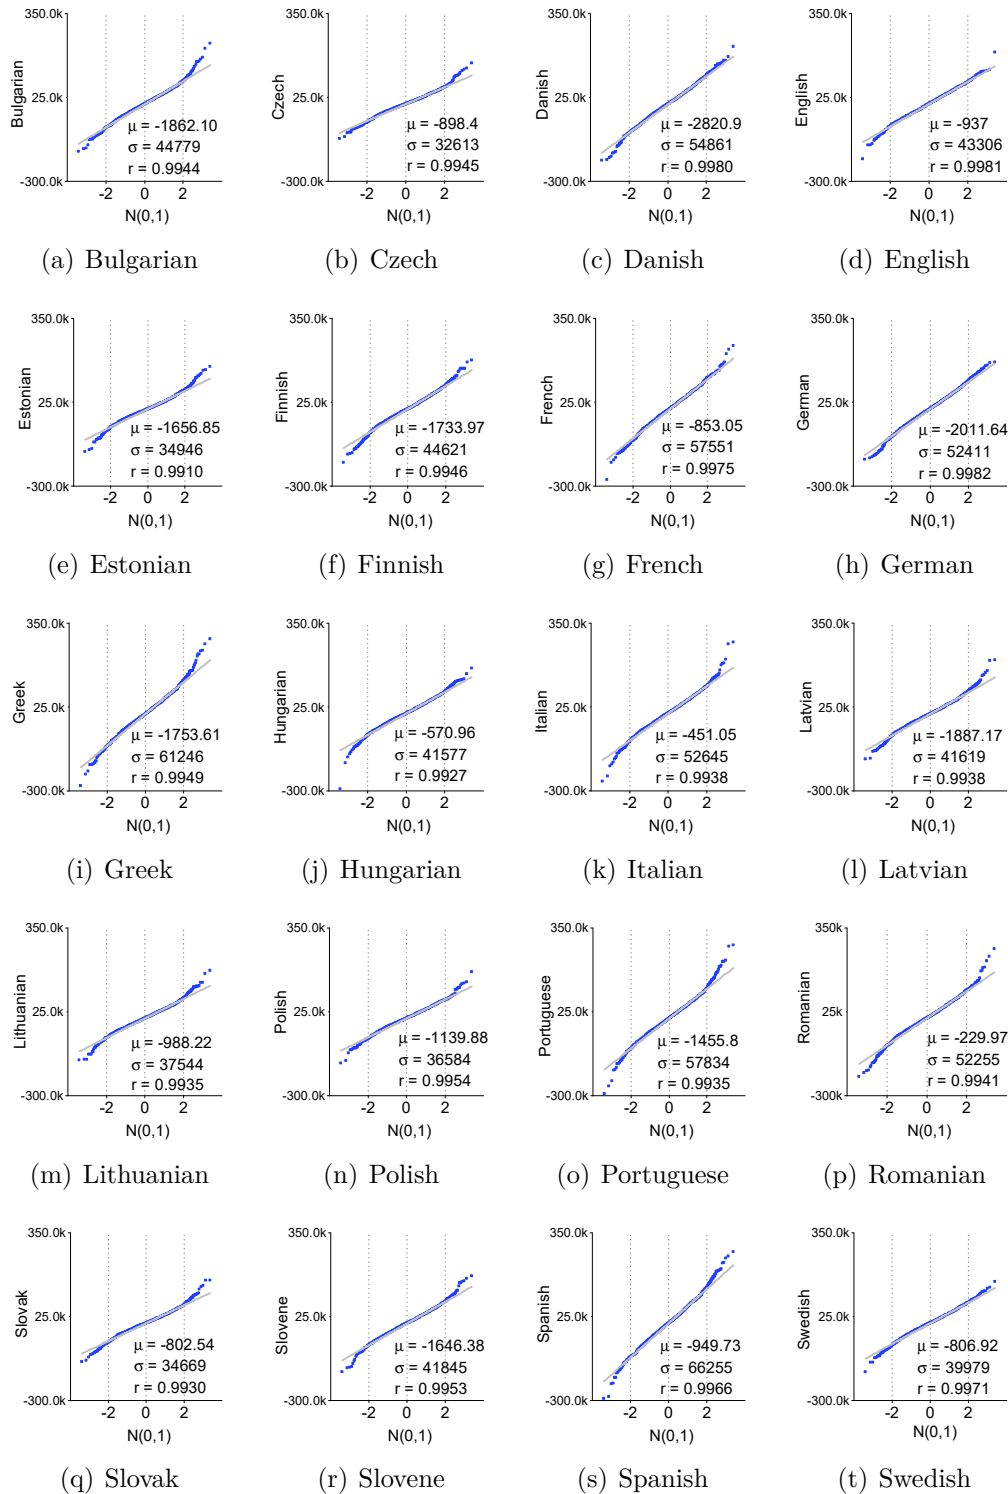 350.0k
25.0k
-300.0k
Bulgarian
μ = -1862.10
σ = 44779
r = 0.9944
-2 0 2
N(0,1)
(a) Bulgarian
350.0k
25.0k
-300.0k
Czech
μ = -898.4
σ = 32613
r = 0.9945
-2 0 2
N(0,1)
(b) Czech
350.0k
25.0k
-300.0k
Danish
μ = -2820.9
σ = 54861
r = 0.9980
-2 0 2
N(0,1)
(c) Danish
350.0k
25.0k
-300.0k
English
μ = -937
σ = 43306
r = 0.9981
-2 0 2
N(0,1)
(d) English
350.0k
25.0k
-300.0k
Estonian
μ = -1656.85
σ = 34946
r = 0.9910
-2 0 2
N(0,1)
(e) Estonian
350.0k
25.0k
-300.0k
Finnish
μ = -1733.97
σ = 44621
r = 0.9946
-2 0 2
N(0,1)
(f) Finnish
350.0k
25.0k
-300.0k
French
μ = -853.05
σ = 57551
r = 0.9975
-2 0 2
N(0,1)
(g) French
350.0k
25.0k
-300.0k
German
μ = -2011.64
σ = 52411
r = 0.9982
-2 0 2
N(0,1)
(h) German
350.0k
25.0k
-300.0k
Greek
μ = -1753.61
σ = 61246
r = 0.9949
-2 0 2
N(0,1)
(i) Greek
350.0k
25.0k
-300.0k
Hungarian
μ = -570.96
σ = 41577
r = 0.9927
-2 0 2
N(0,1)
(j) Hungarian
350.0k
25.0k
-300.0k
Italian
μ = -451.05
σ = 52645
r = 0.9938
-2 0 2
N(0,1)
(k) Italian
350.0k
25.0k
-300.0k
Latvian
μ = -1887.17
σ = 41619
r = 0.9938
-2 0 2
N(0,1)
(l) Latvian
350.0k
25.0k
-300.0k
Lithuanian
μ = -988.22
σ = 37544
r = 0.9935
-2 0 2
N(0,1)
(m) Lithuanian
350.0k
25.0k
-300.0k
Polish
μ = -1139.88
σ = 36584
r = 0.9954
-2 0 2
N(0,1)
(n) Polish
350.0k
25.0k
-300.0k
Portuguese
μ = -1455.8
σ = 57834
r = 0.9935
-2 0 2
N(0,1)
(o) Portuguese
350.0k
25.0k
-300.0k
Romanian
μ = -229.97
σ = 52255
r = 0.9941
-2 0 2
N(0,1)
(p) Romanian
350.0k
25.0k
-300.0k
Slovak
μ = -802.54
σ = 34669
r = 0.9930
-2 0 2
N(0,1)
(q) Slovak
350.0k
25.0k
-300.0k
Slovene
μ = -1646.38
σ = 41845
r = 0.9953
-2 0 2
N(0,1)
(r) Slovene
350.0k
25.0k
-300.0k
Spanish
μ = -949.73
σ = 66255
r = 0.9966
-2 0 2
N(0,1)
(s) Spanish
350.0k
25.0k
-300.0k
Swedish
μ = -806.92
σ = 39979
r = 0.9971
-2 0 2
N(0,1)
(t) Swedish